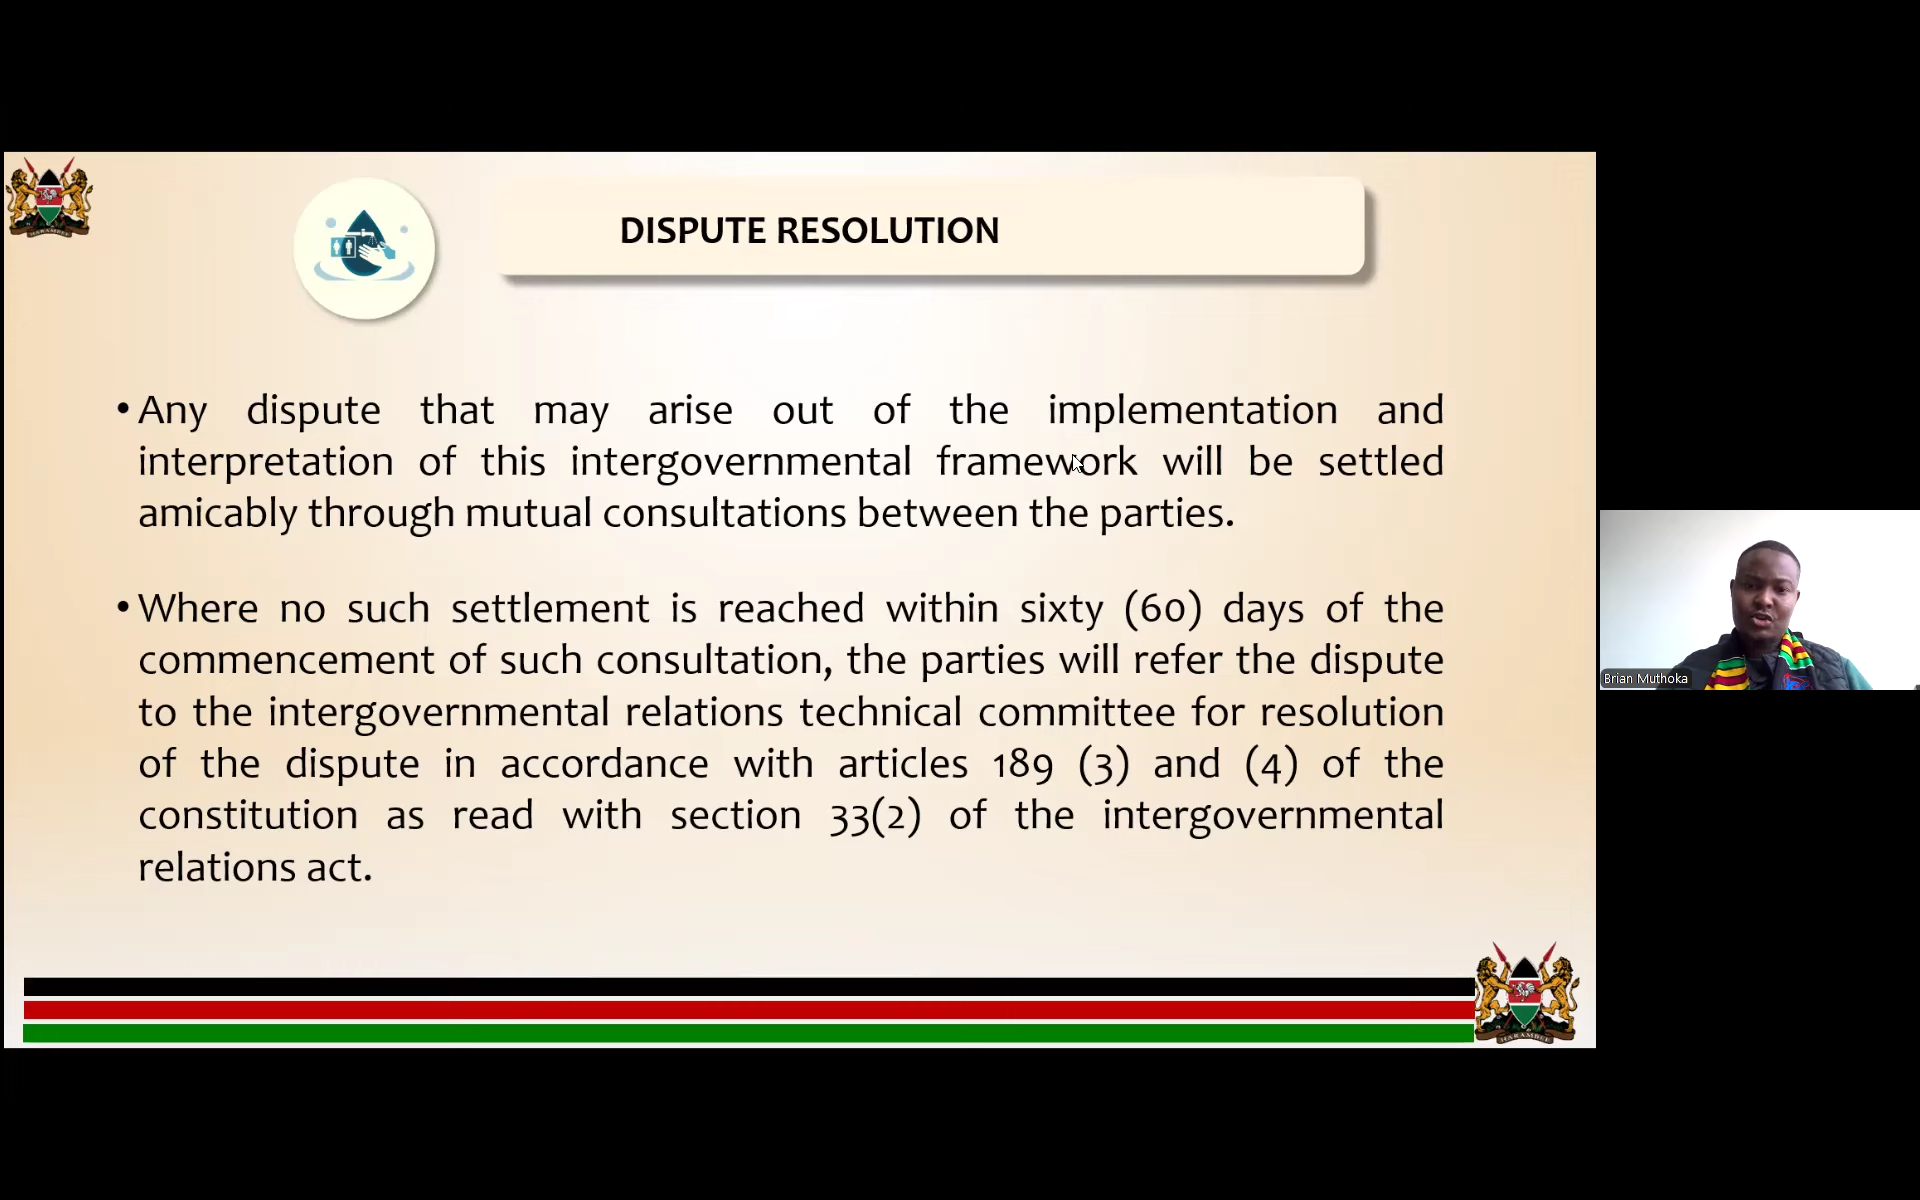 DISPUTE RESOLUTION
• Any dispute that may arise out of the implementation and
interpretation of this intergovernmental framework will be settled
amicably through mutual consultations between the parties.
• Where no such settlement is reached within sixty (60) days of the
commencement of such consultation, the parties will refer the dispute
to the intergovernmental relations technical committee for resolution
of the dispute in accordance with articles 189 (3) and (4) of the
constitution as read with section 33(2) of the intergovernmental
relations act.
Brian Muthoka
HARAMBEE
HARAMBEE